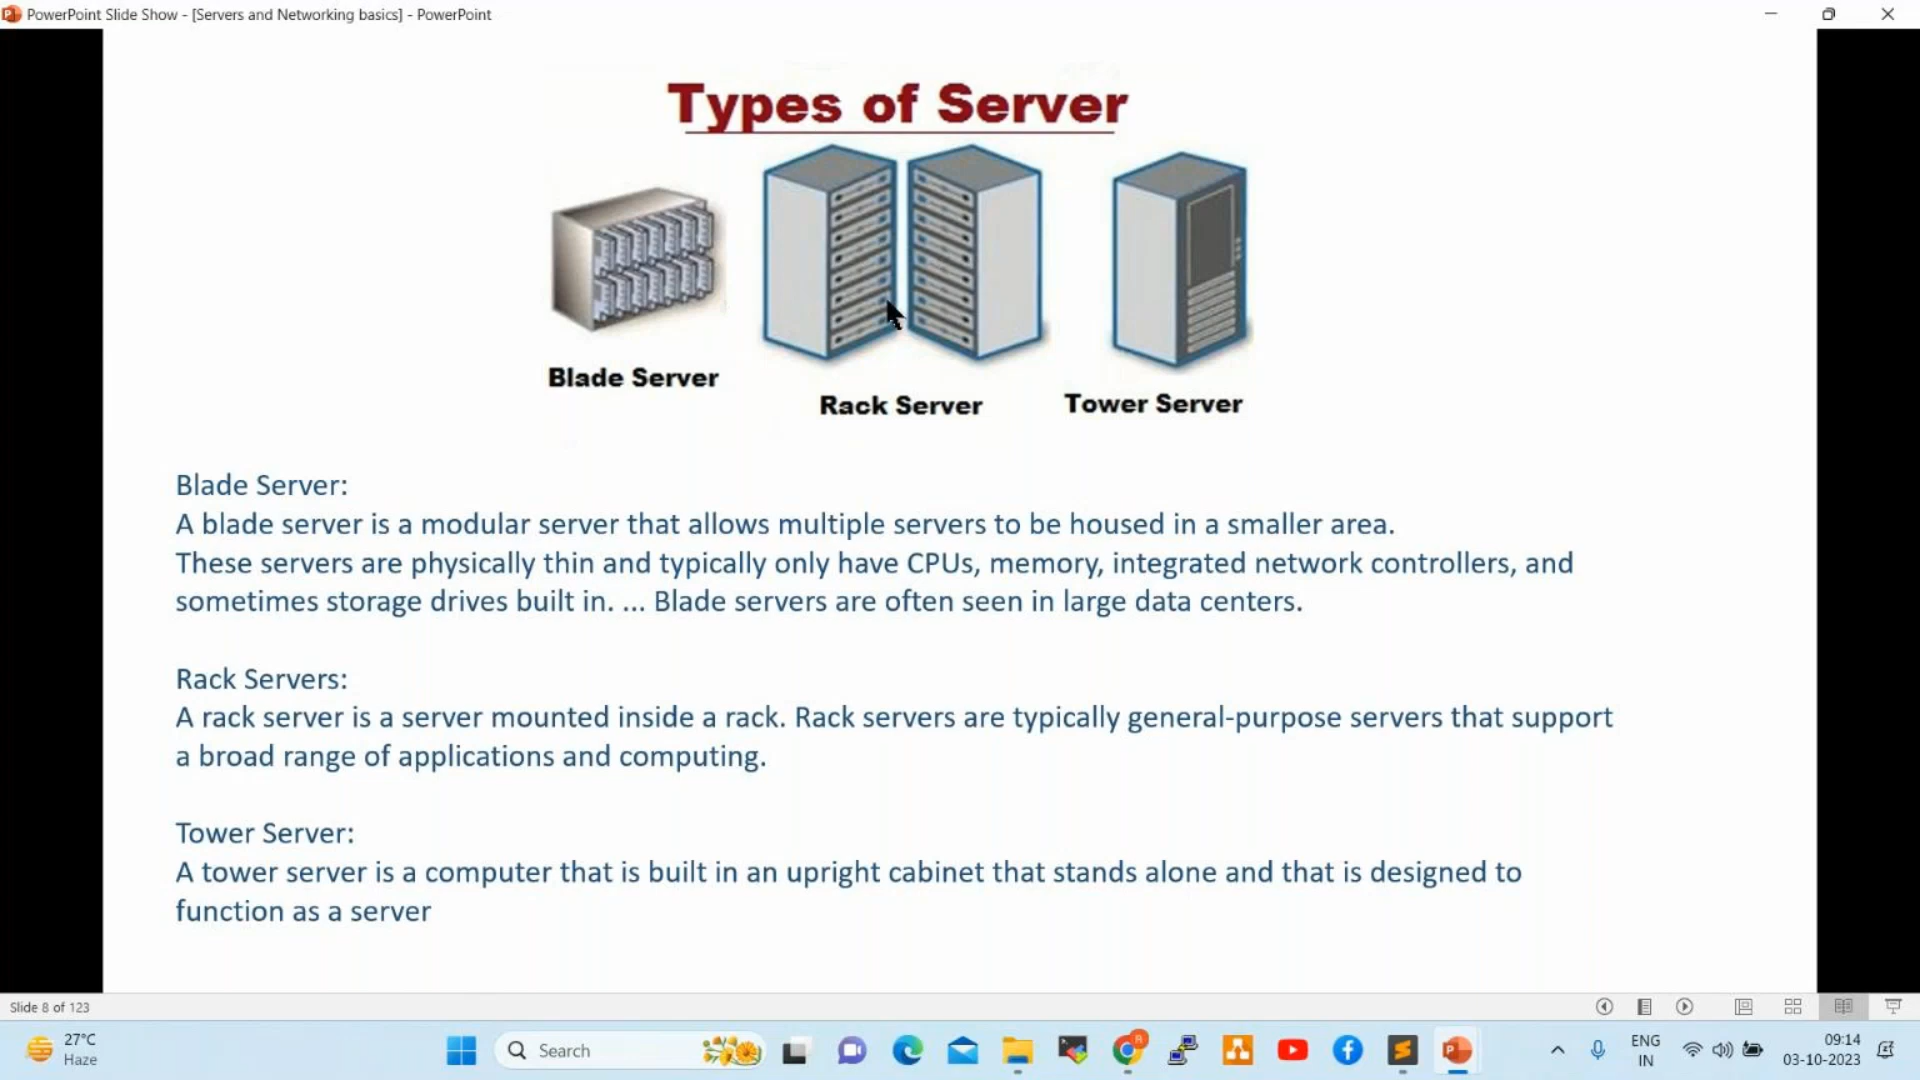 PowerPoint Slide Show - [Servers and Networking basics] - PowerPoint
Types of Server
Blade Server
Rack Server
Tower Server
Blade Server:
A blade server is a modular server that allows multiple servers to be housed in a smaller area.
These servers are physically thin and typically only have CPUs, memory, integrated network controllers, and
sometimes storage drives built in. ... Blade servers are often seen in large data centers.
Rack Servers:
A rack server is a server mounted inside a rack. Rack servers are typically general-purpose servers that support
a broad range of applications and computing.
Tower Server:
A tower server is a computer that is built in an upright cabinet that stands alone and that is designed to
function as a server
Slide 8 of 123
27°C
Haze
Search
ENG
IN
09:14
03-10-2023